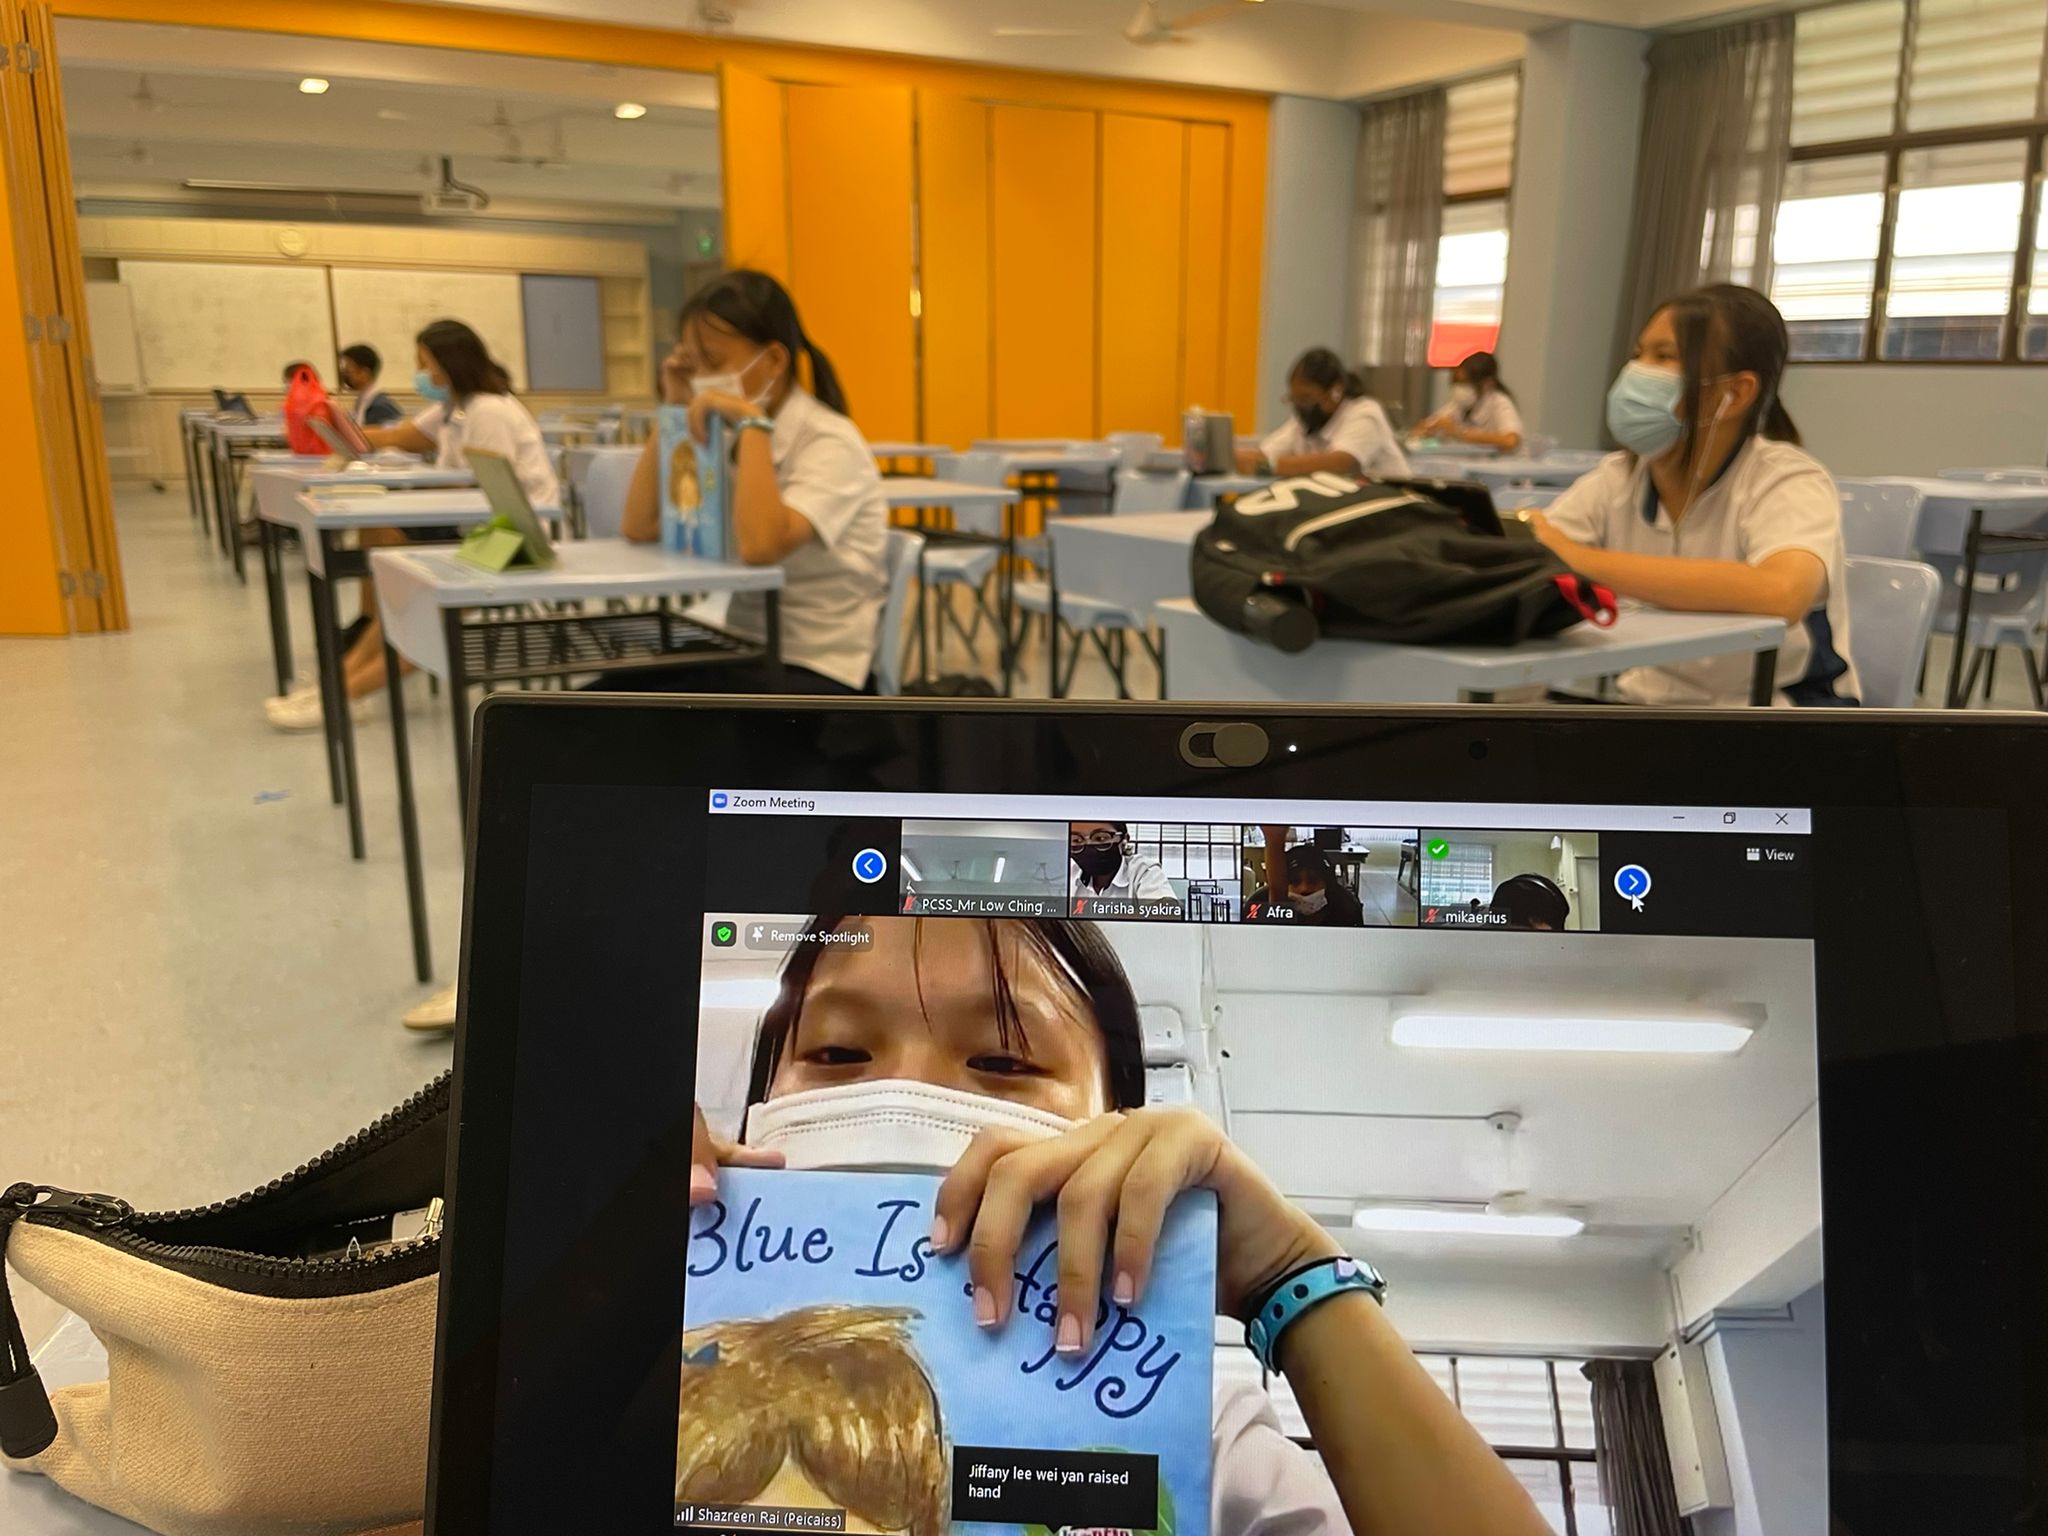 Zoom Meeting
View
PCSS_Mr Low Ching ...
farisha syakira
Afra
mikaerius
Remove Spotlight
Blue Is Happy
Jiffany lee wei yan raised
hand
Shazreen Rai (Peicaiss)